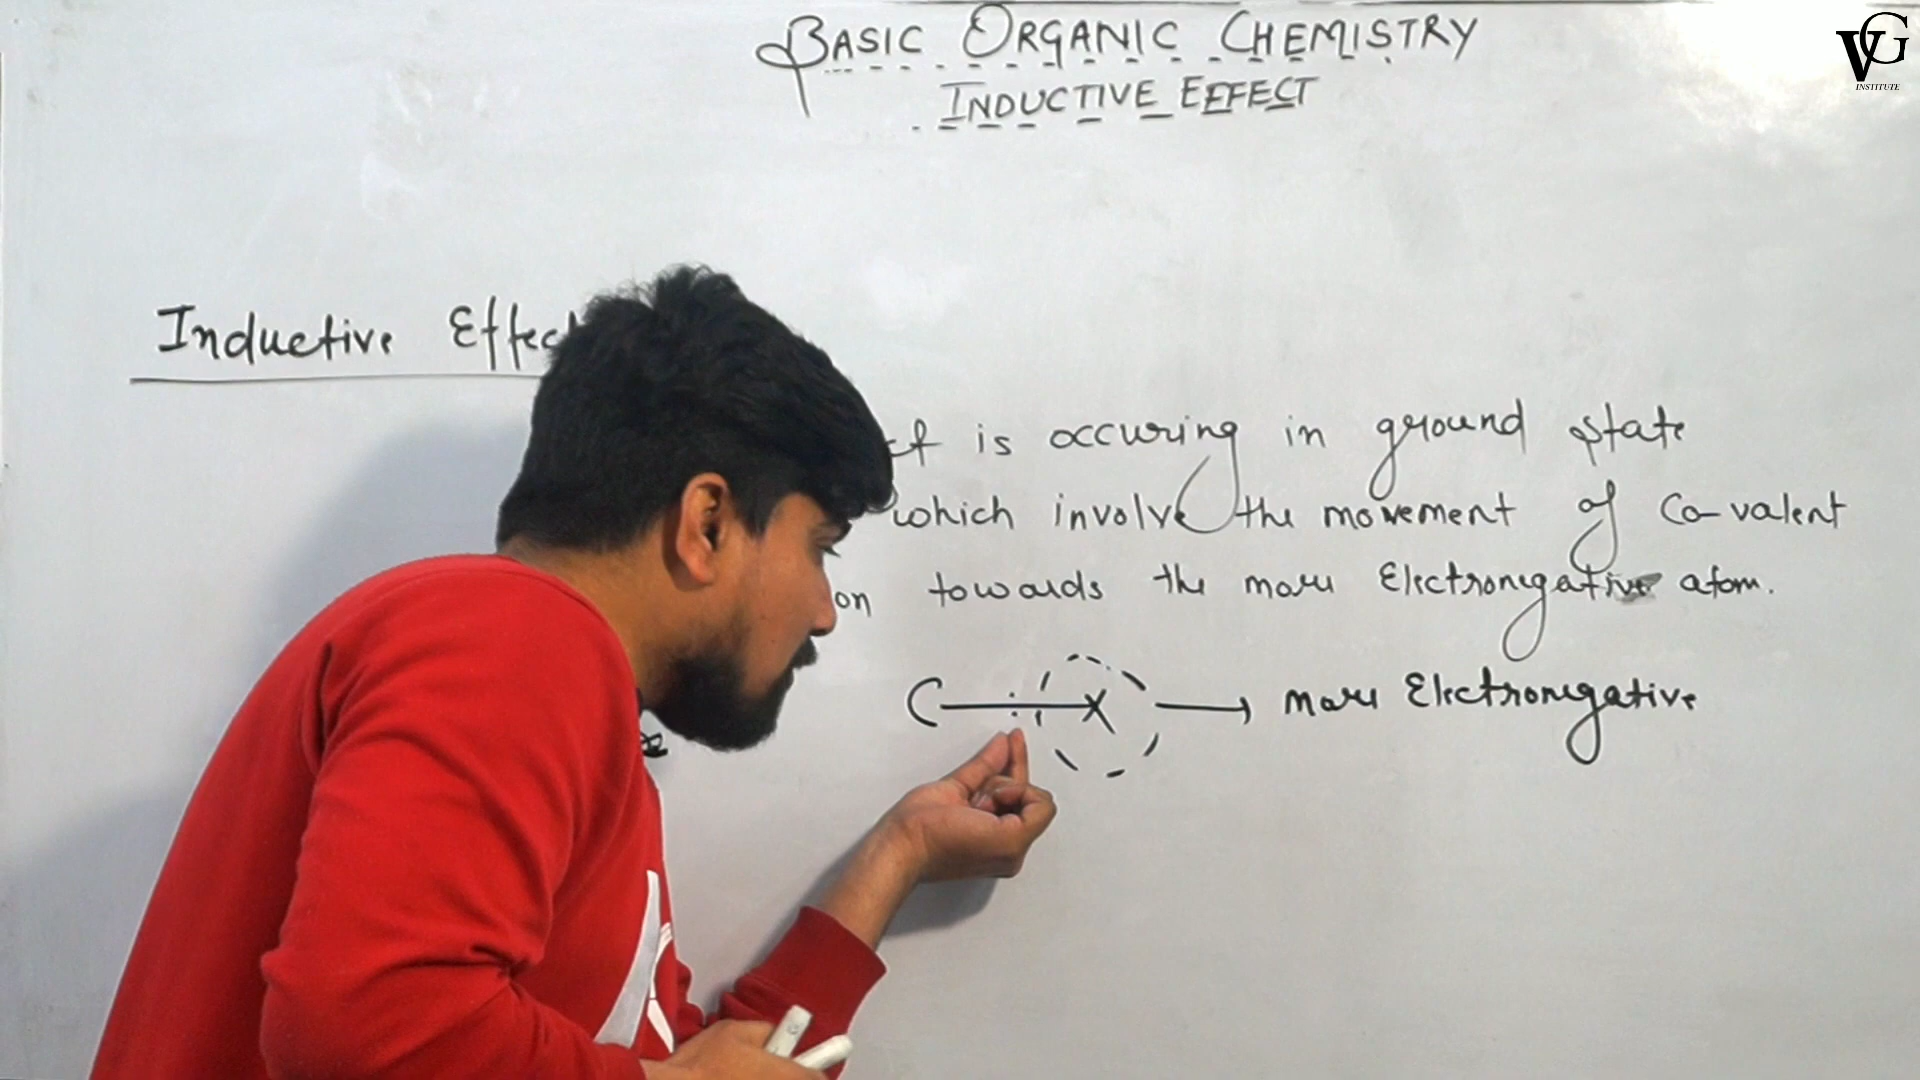 BASIC ORGANIC CHEMISTRY
INDUCTIVE EFFECT
VG
INSTITUTE
Inductive Effec
is occuring in ground state
which involve the movement of Co-valent
on towards the more Electronegative atom.
C : X → more Electronegative